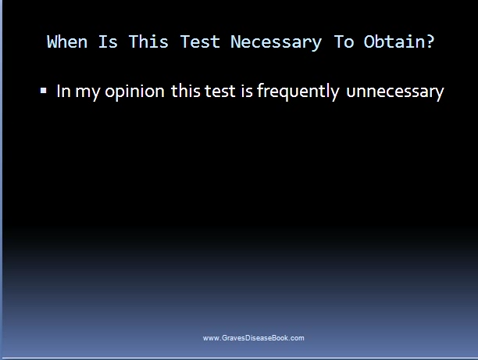 When Is This Test Necessary To Obtain?
▪ In my opinion this test is frequently unnecessary
www.GravesDiseaseBook.com